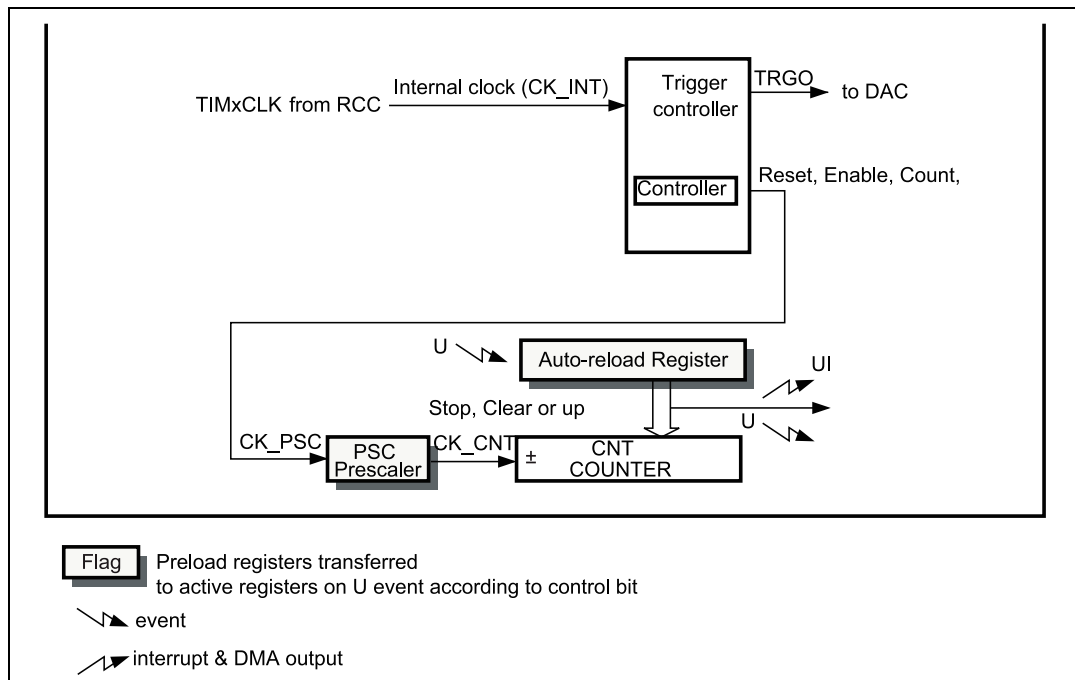 TIMxCLK from RCC
Internal clock (CK_INT)
Trigger
controller
TRGO
to DAC
Controller
Reset, Enable, Count,
U
Auto-reload Register
UI
Stop, Clear or up
U
CK_PSC
PSC
Prescaler
CK_CNT
±
CNT
COUNTER
Flag
Preload registers transferred
to active registers on U event according to control bit
event
interrupt & DMA output